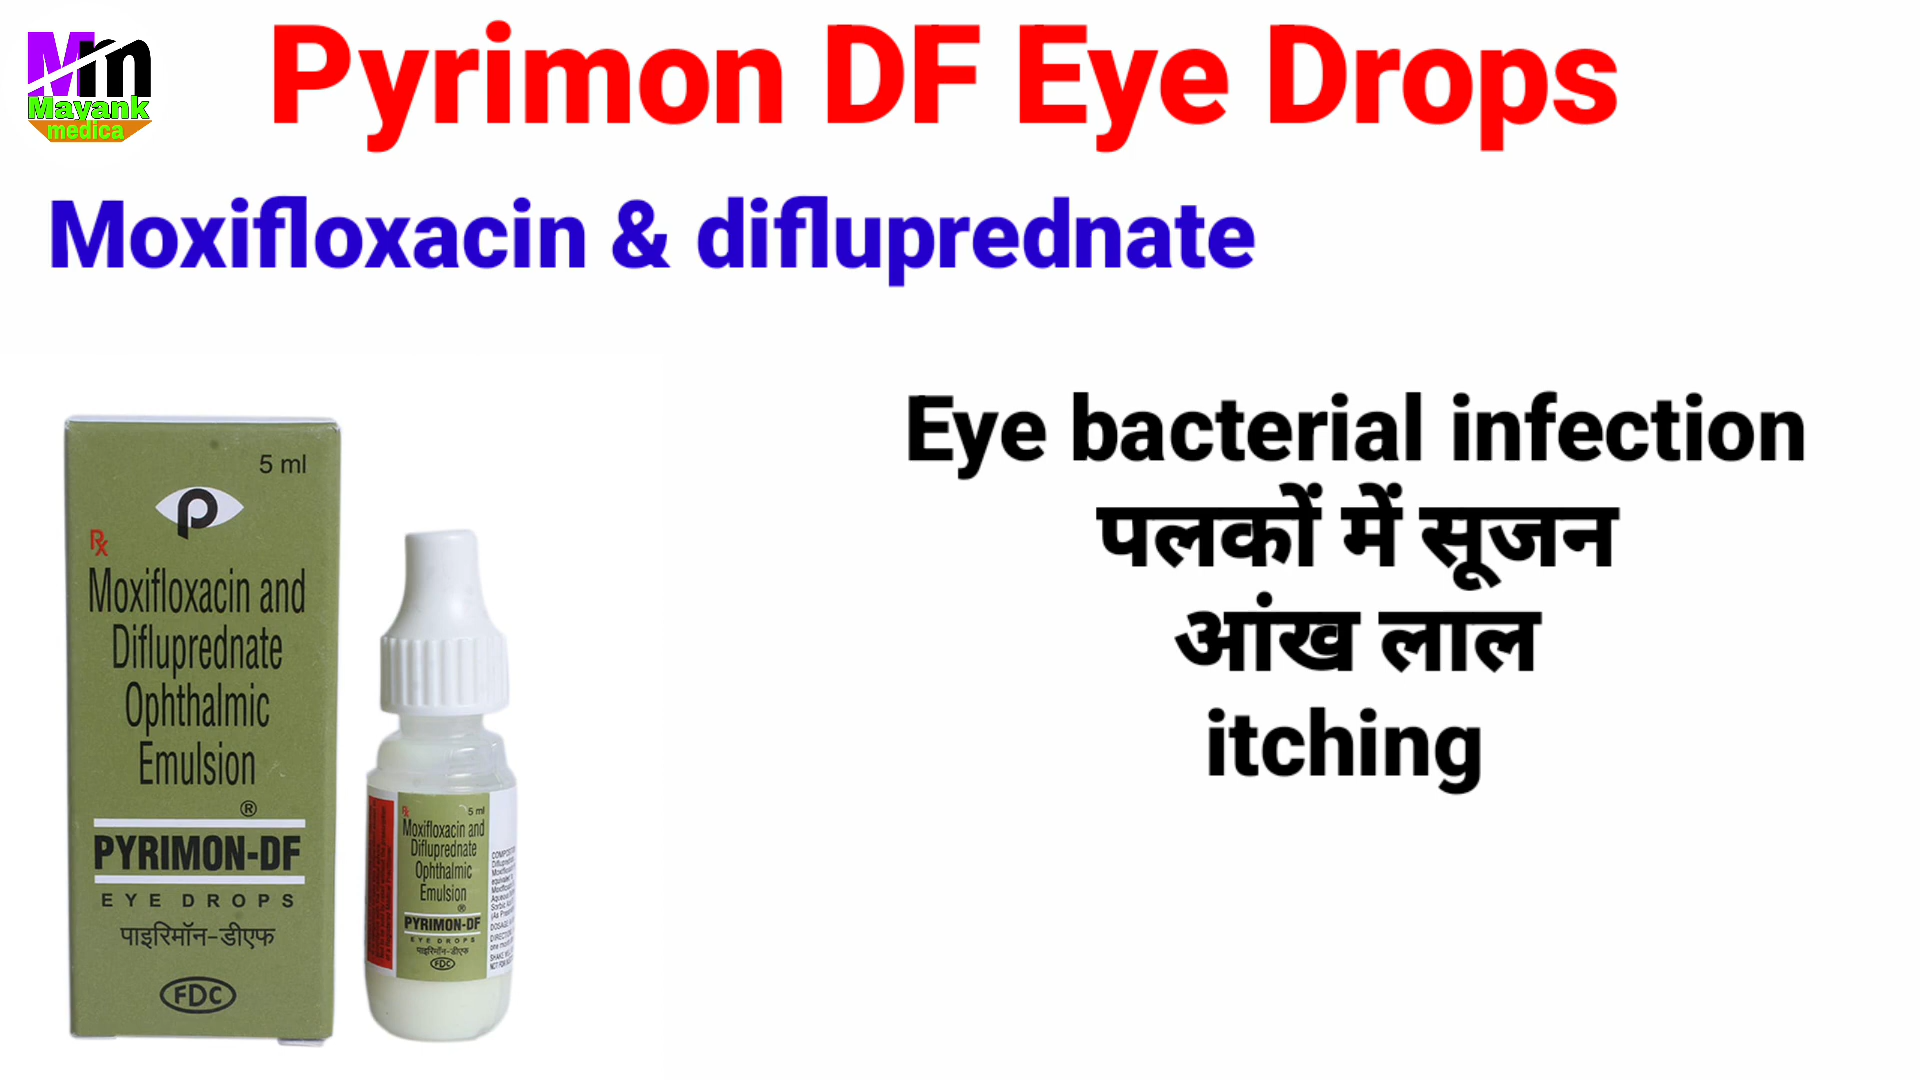 Mm
Mayank
medica
Pyrimon DF Eye Drops
Moxifloxacin & difluprednate
Eye bacterial infection
पलकों में सूजन
आंख लाल
itching
5 ml
P
Rx
Moxifloxacin and
Difluprednate
Ophthalmic
Emulsion
®
PYRIMON-DF
EYE DROPS
पाइरिमॉन-डीएफ
FDC
Rx
5 ml
Moxifloxacin and
Difluprednate
Ophthalmic
Emulsion
®
PYRIMON-DF
EYE DROPS
पाइरिमॉन-डीएफ
FDC